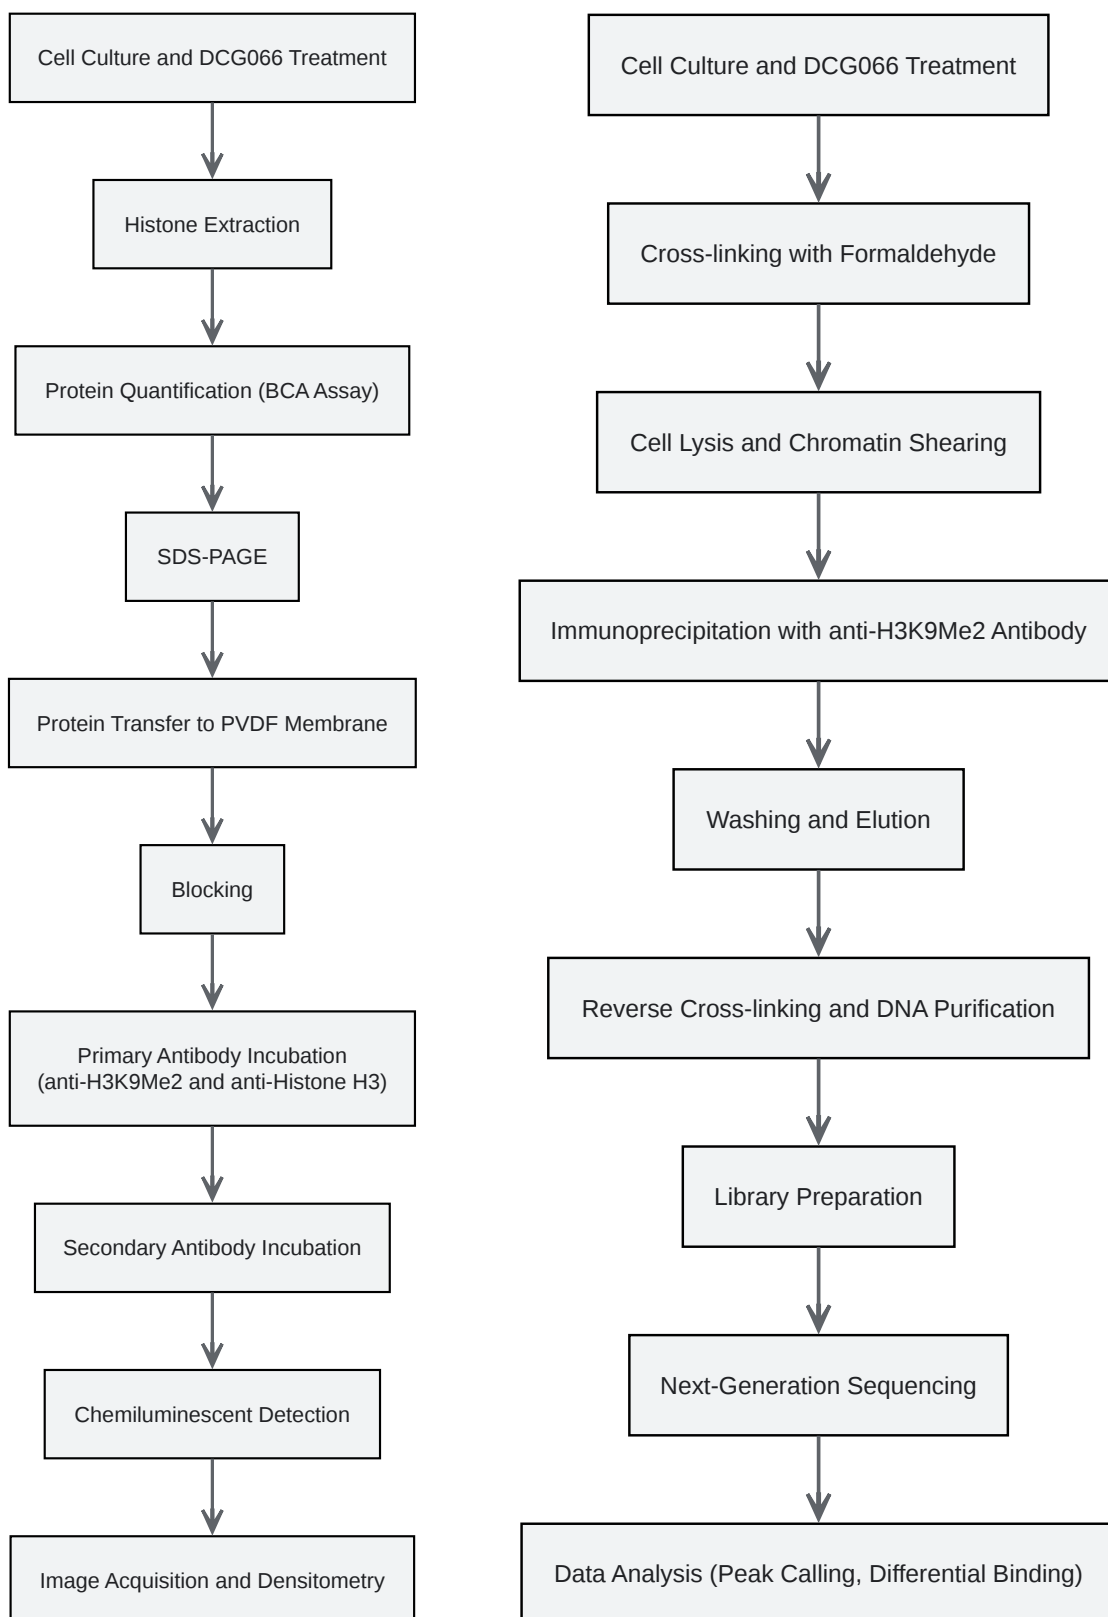 Cell Culture and DCG066 Treatment
Histone Extraction
Protein Quantification (BCA Assay)
SDS-PAGE
Protein Transfer to PVDF Membrane
Blocking
Primary Antibody Incubation
(anti-H3K9Me2 and anti-Histone H3)
Secondary Antibody Incubation
Chemiluminescent Detection
Image Acquisition and Densitometry
Cell Culture and DCG066 Treatment
Cross-linking with Formaldehyde
Cell Lysis and Chromatin Shearing
Immunoprecipitation with anti-H3K9Me2 Antibody
Washing and Elution
Reverse Cross-linking and DNA Purification
Library Preparation
Next-Generation Sequencing
Data Analysis (Peak Calling, Differential Binding)